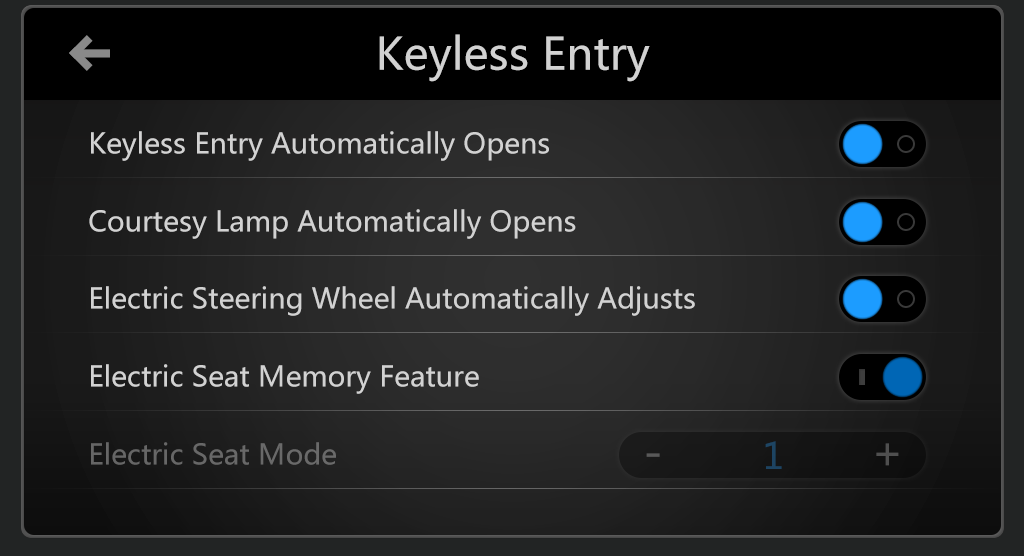 Keyless Entry
Keyless Entry Automatically Opens
Courtesy Lamp Automatically Opens
Electric Steering Wheel Automatically Adjusts
Electric Seat Memory Feature
Electric Seat Mode - 1 +